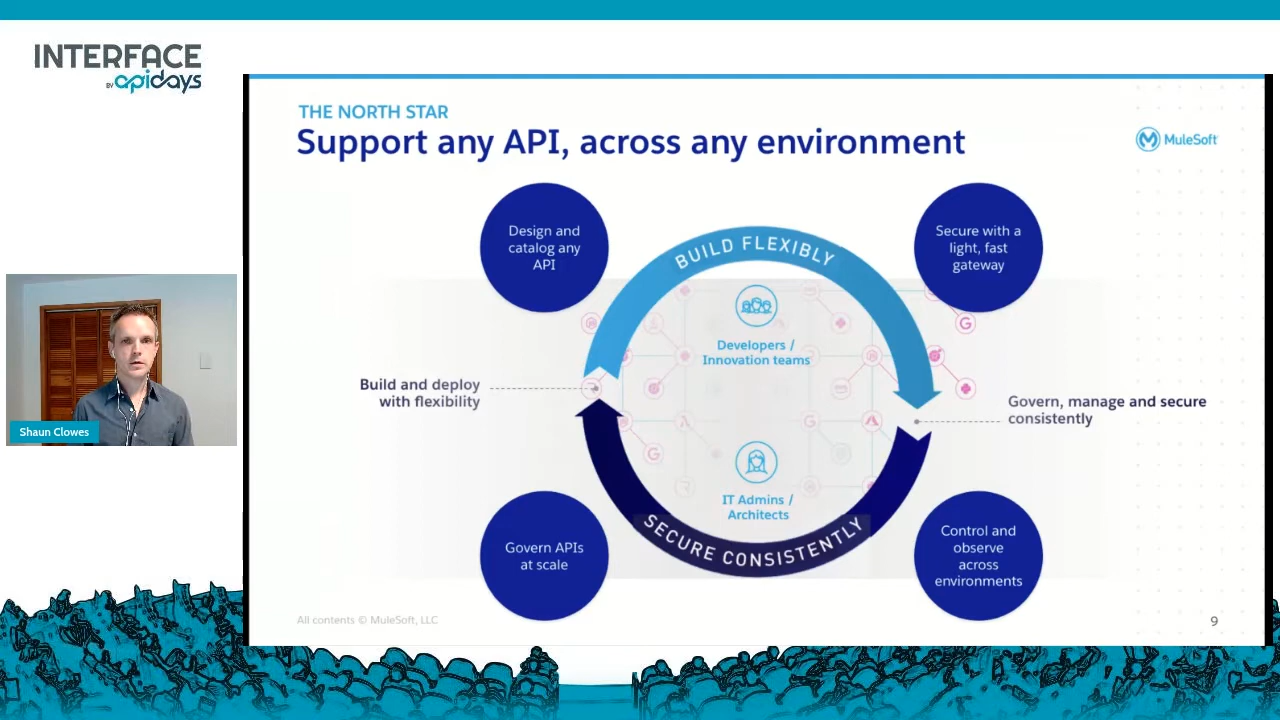 INTERFACE
BY apidays
THE NORTH STAR
Support any API, across any environment
MuleSoft
Design and
catalog any
API
Secure with a
light, fast
gateway
BUILD FLEXIBLY
Developers /
Innovation teams
Build and deploy
with flexibility
Govern, manage and secure
consistently
Shaun Clowes
IT Admins /
Architects
SECURE CONSISTENTLY
Govern APIs
at scale
Control and
observe
across
environments
All contents © MuleSoft, LLC
9